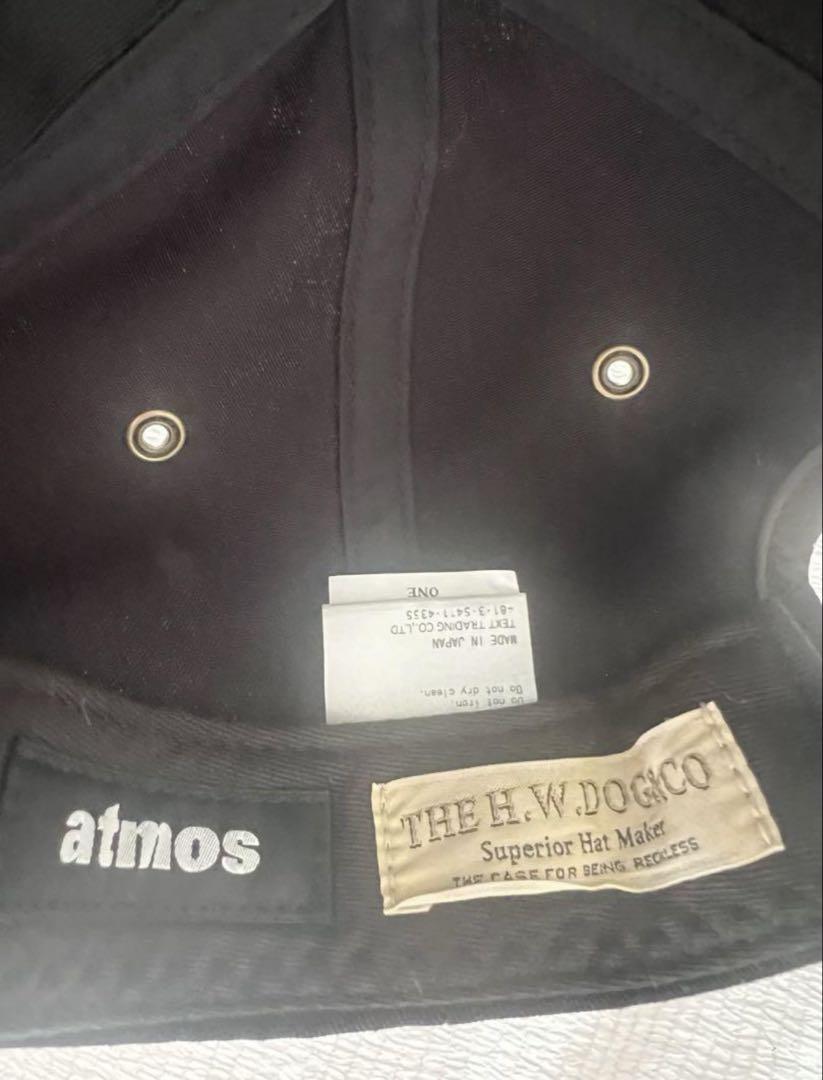 ONE
+81-3-5411-4355
TEXT TRADING CO.,LTD
MADE IN JAPAN
Do not dry clean.
Do not iron.
atmos
THE H.W.DOG&CO
Superior Hat Maker
THE CASE FOR BEING RECKLESS